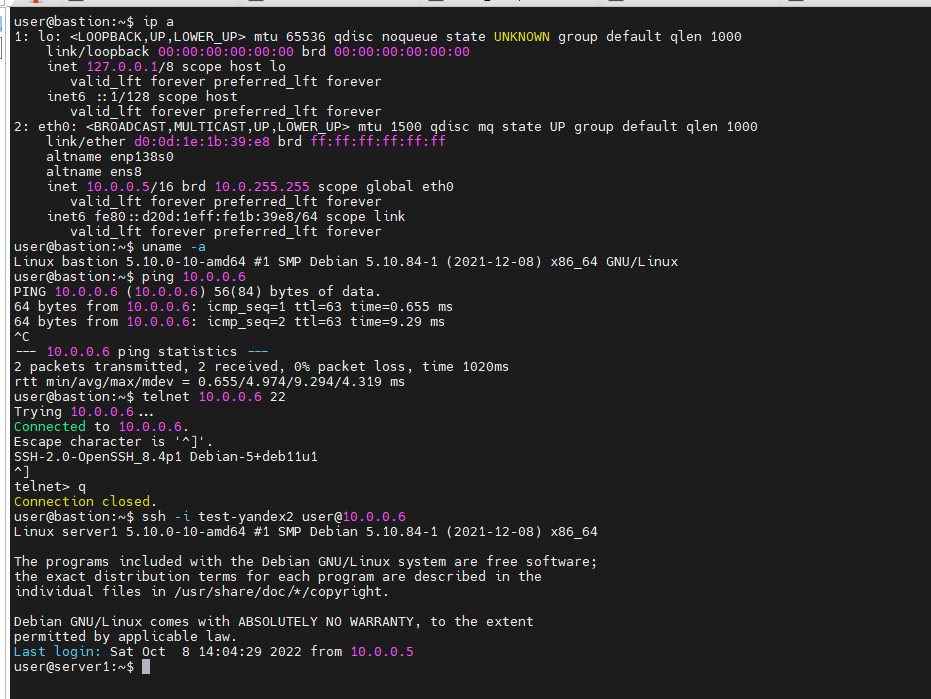 user@bastion:~$ ip a
1: lo: <LOOPBACK,UP,LOWER_UP> mtu 65536 qdisc noqueue state UNKNOWN group default qlen 1000
    link/loopback 00:00:00:00:00:00 brd 00:00:00:00:00:00
    inet 127.0.0.1/8 scope host lo
       valid_lft forever preferred_lft forever
    inet6 ::1/128 scope host
       valid_lft forever preferred_lft forever
2: eth0: <BROADCAST,MULTICAST,UP,LOWER_UP> mtu 1500 qdisc mq state UP group default qlen 1000
    link/ether d0:0d:1e:1b:39:e8 brd ff:ff:ff:ff:ff:ff
    altname enp138s0
    altname ens8
    inet 10.0.0.5/16 brd 10.0.255.255 scope global eth0
       valid_lft forever preferred_lft forever
    inet6 fe80::d20d:1eff:fe1b:39e8/64 scope link
       valid_lft forever preferred_lft forever
user@bastion:~$ uname -a
Linux bastion 5.10.0-10-amd64 #1 SMP Debian 5.10.84-1 (2021-12-08) x86_64 GNU/Linux
user@bastion:~$ ping 10.0.0.6
PING 10.0.0.6 (10.0.0.6) 56(84) bytes of data.
64 bytes from 10.0.0.6: icmp_seq=1 ttl=63 time=0.655 ms
64 bytes from 10.0.0.6: icmp_seq=2 ttl=63 time=9.29 ms
^C
--- 10.0.0.6 ping statistics ---
2 packets transmitted, 2 received, 0% packet loss, time 1020ms
rtt min/avg/max/mdev = 0.655/4.974/9.294/4.319 ms
user@bastion:~$ telnet 10.0.0.6 22
Trying 10.0.0.6...
Connected to 10.0.0.6.
Escape character is '^]'.
SSH-2.0-OpenSSH_8.4p1 Debian-5+deb11u1
^]
telnet> q
Connection closed.
user@bastion:~$ ssh -i test-yandex2 user@10.0.0.6
Linux server1 5.10.0-10-amd64 #1 SMP Debian 5.10.84-1 (2021-12-08) x86_64

The programs included with the Debian GNU/Linux system are free software;
the exact distribution terms for each program are described in the
individual files in /usr/share/doc/*/copyright.

Debian GNU/Linux comes with ABSOLUTELY NO WARRANTY, to the extent
permitted by applicable law.
Last login: Sat Oct  8 14:04:29 2022 from 10.0.0.5
user@server1:~$